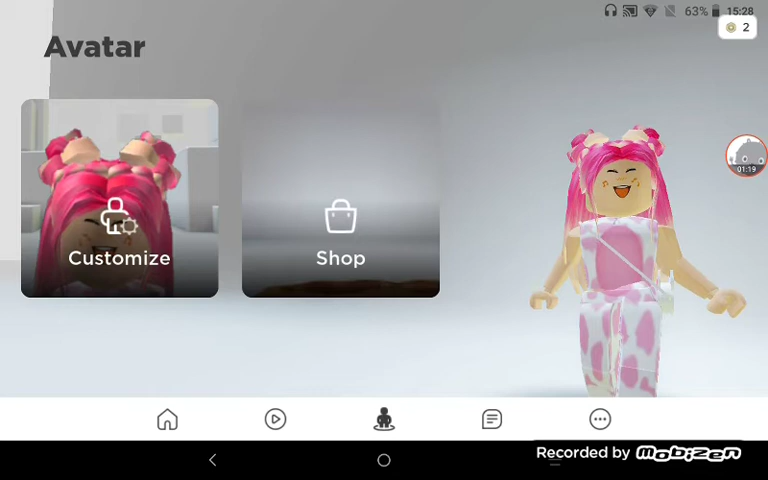 63% 15:28
Avatar
2
01:19
Customize
Shop
Recorded by mobizen